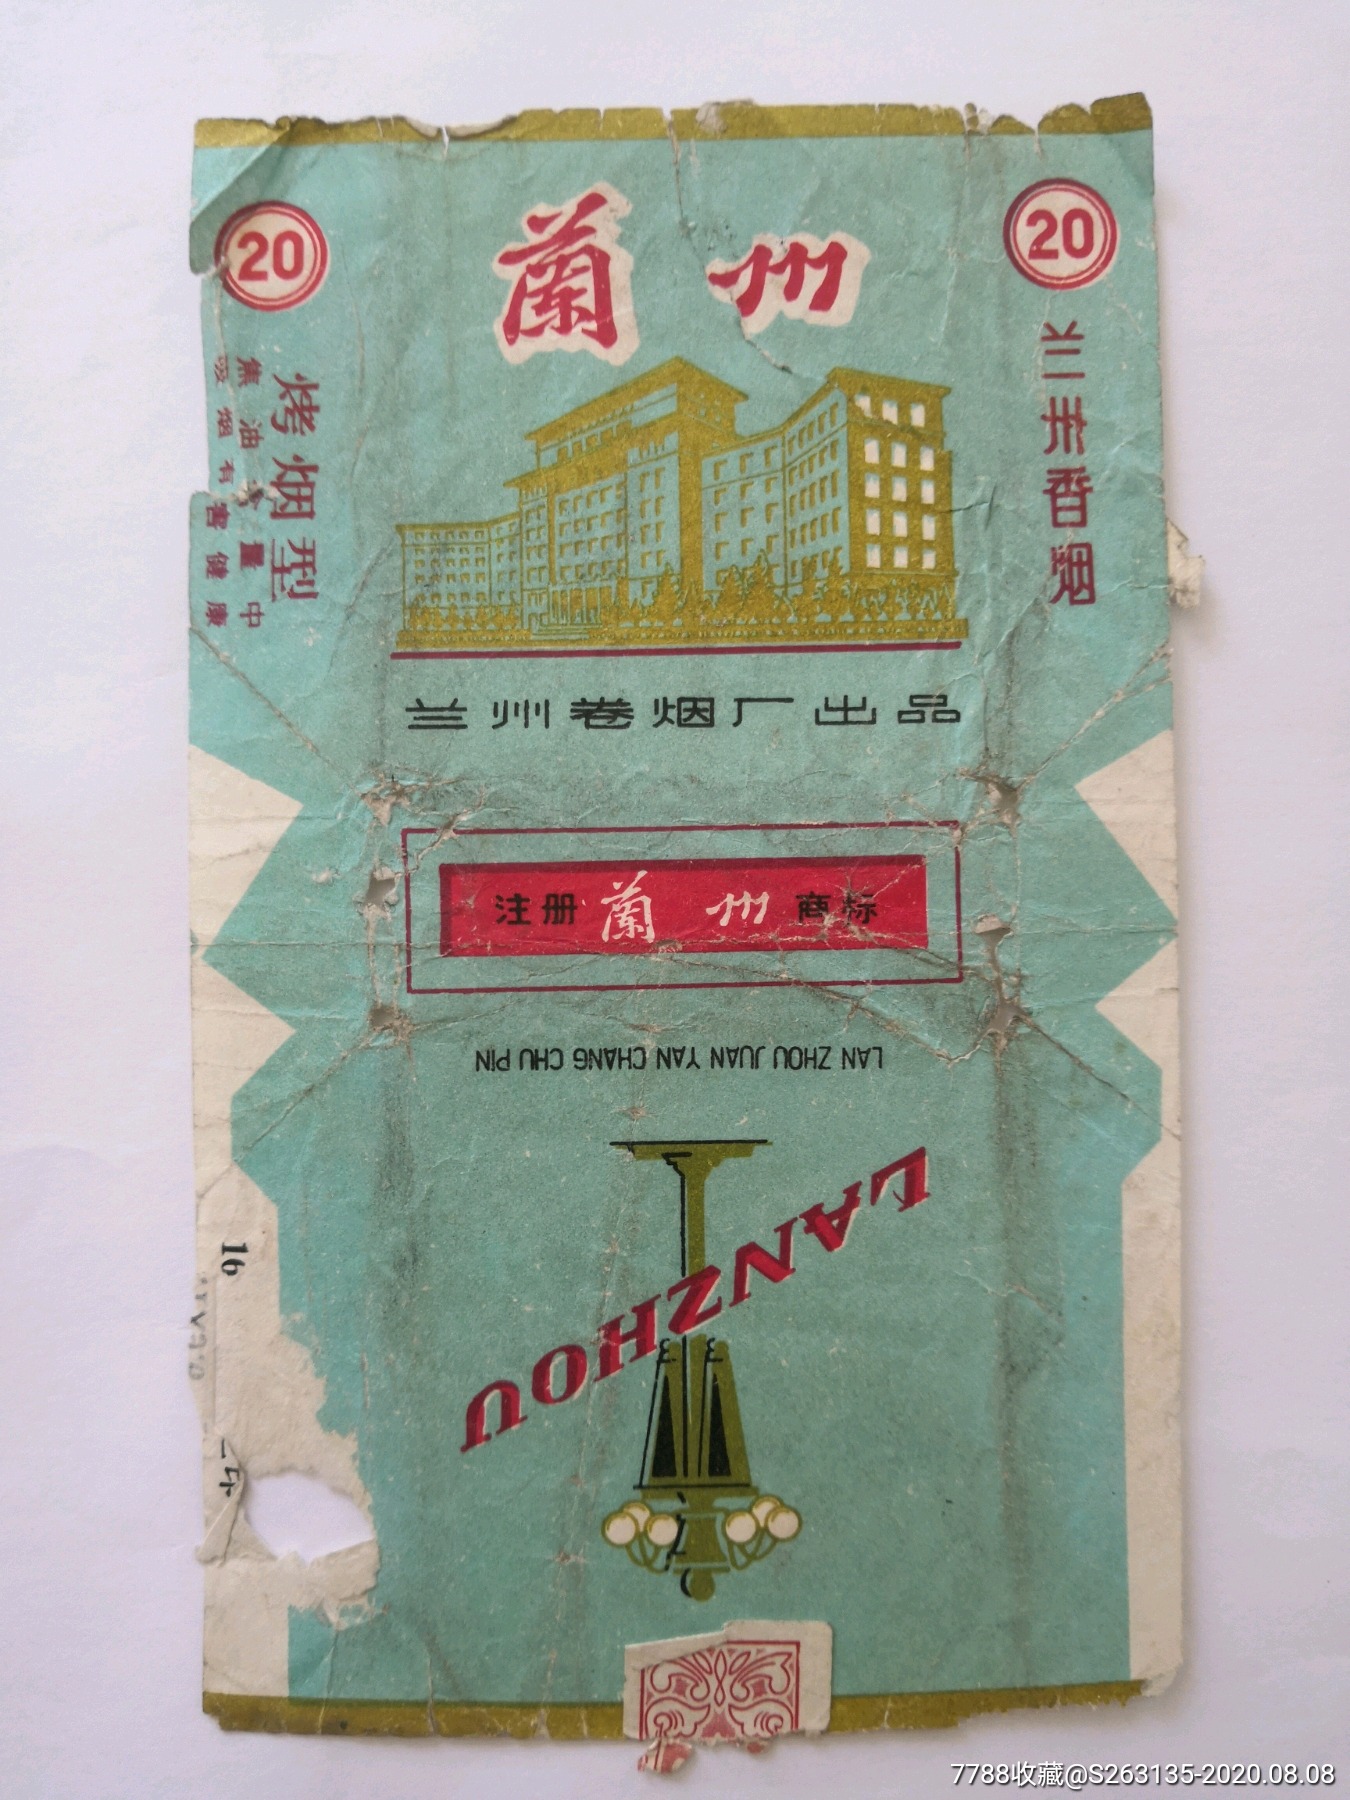 20
20
蘭州
兰州香烟
烤烟型
焦油含量中
吸烟有害健康
兰州卷烟厂出品
注册 蘭州 商标
LAN ZHOU JUAN YAN CHANG CHU PIN
LANZHOU
16
7788收藏@S263135-2020.08.08